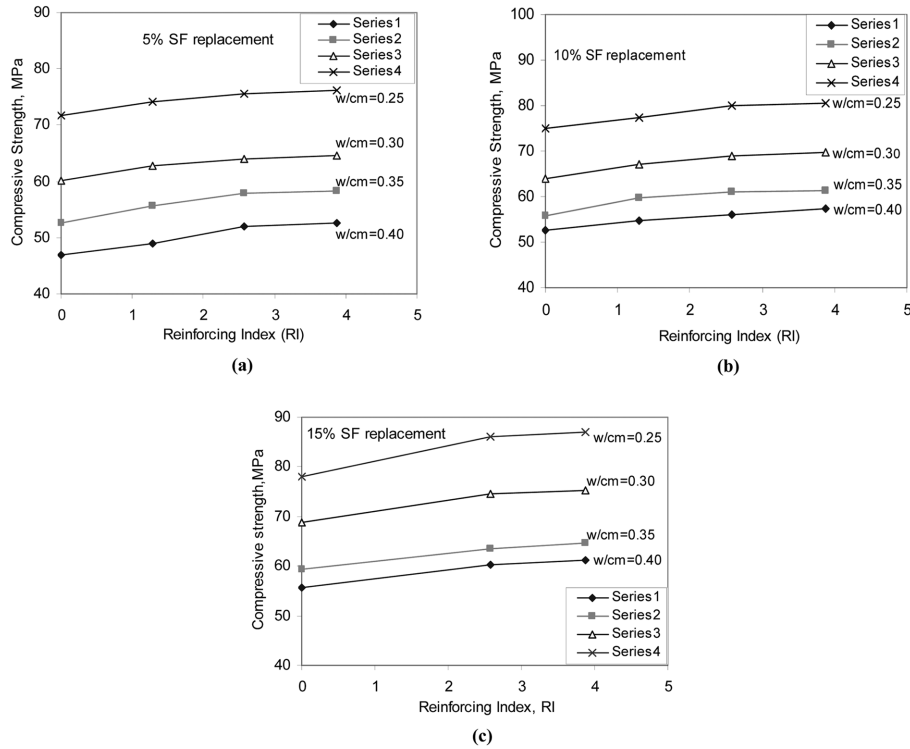 90
80
70
60
50
40
Compressive Strength, MPa
5% SF replacement
Series1
Series2
Series3
Series4
w/cm=0.25
w/cm=0.30
w/cm=0.35
w/cm=0.40
0 1 2 3 4 5
Reinforcing Index (RI)
(a)
100
90
80
70
60
50
40
Compressive Strength, MPa
10% SF replacement
Series1
Series2
Series3
Series4
w/cm=0.25
w/cm=0.30
w/cm=0.35
w/cm=0.40
0 1 2 3 4 5
Reinforcing Index (RI)
(b)
90
80
70
60
50
40
Compressive strength,MPa
15% SF replacement
w/cm=0.25
w/cm=0.30
w/cm=0.35
w/cm=0.40
Series1
Series2
Series3
Series4
0 1 2 3 4 5
Reinforcing Index, RI
(c)